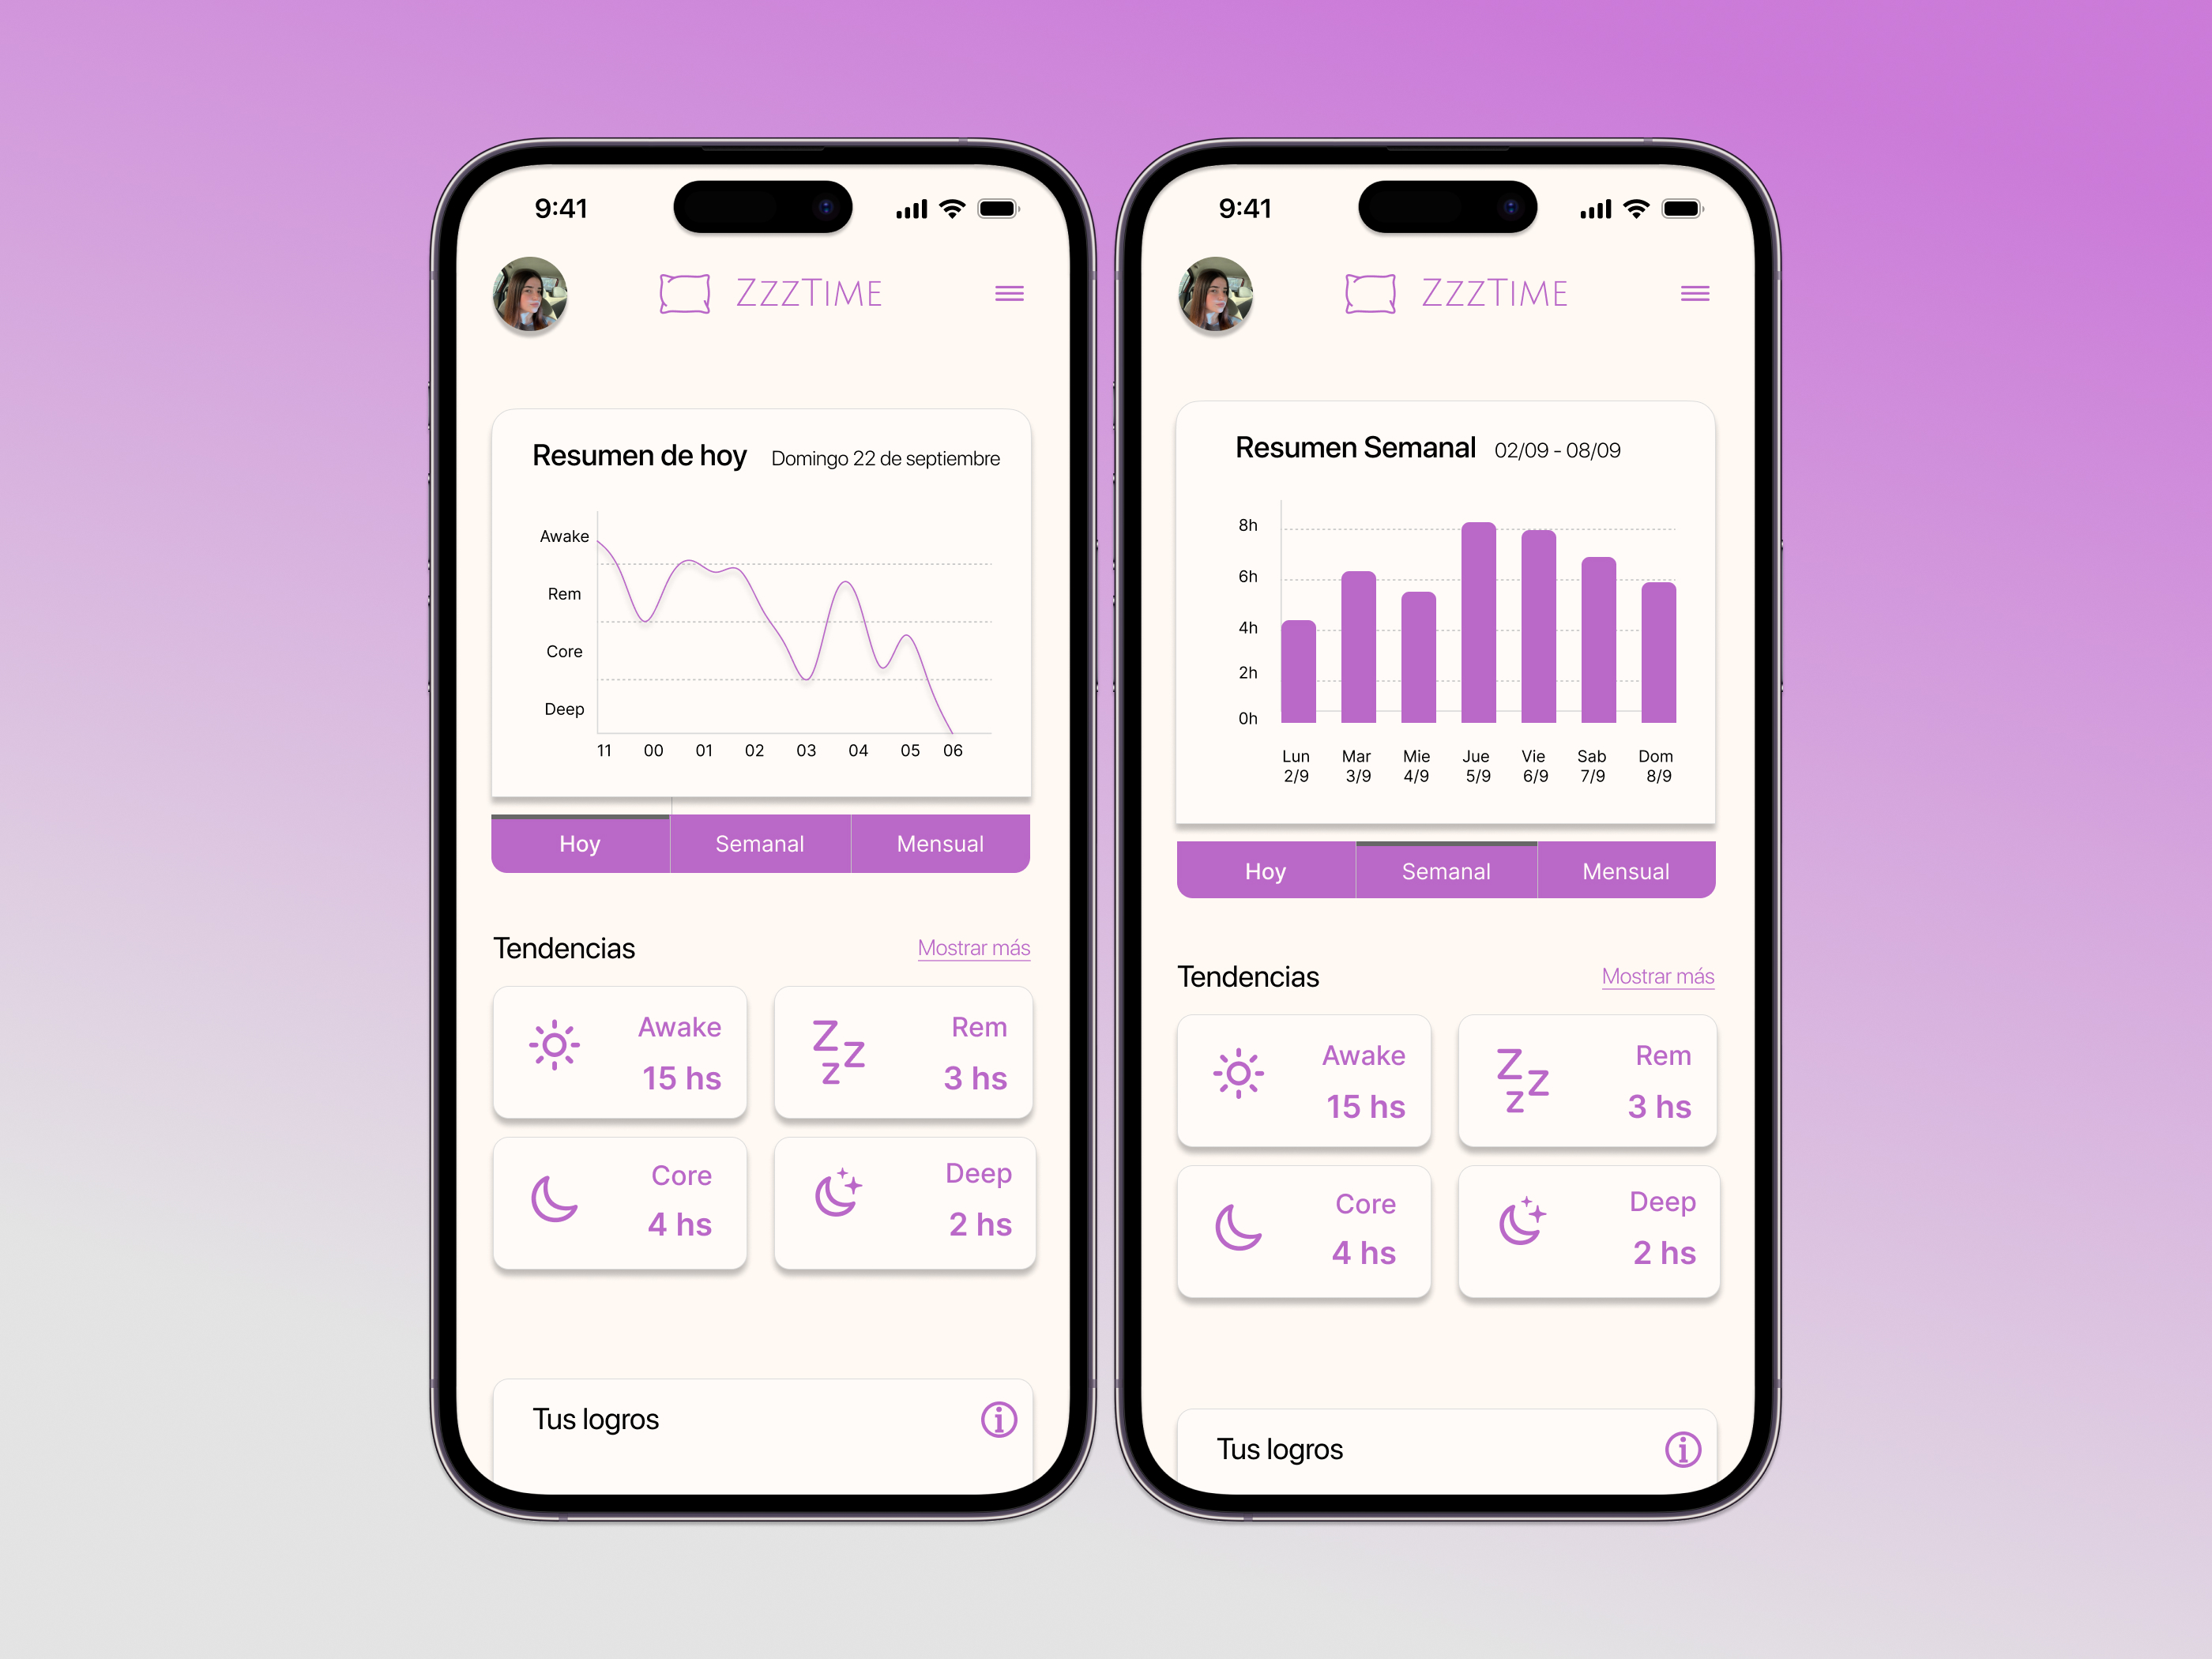 9:41
ZZZTIME
Resumen de hoy Domingo 22 de septiembre
Awake
Rem
Core
Deep
11 00 01 02 03 04 05 06
Hoy Semanal Mensual
Tendencias Mostrar más
Awake
15 hs
Rem
3 hs
Core
4 hs
Deep
2 hs
Tus logros
9:41
ZZZTIME
Resumen Semanal 02/09 - 08/09
8h
6h
4h
2h
0h
Lun Mar Mie Jue Vie Sab Dom
2/9 3/9 4/9 5/9 6/9 7/9 8/9
Hoy Semanal Mensual
Tendencias Mostrar más
Awake
15 hs
Rem
3 hs
Core
4 hs
Deep
2 hs
Tus logros